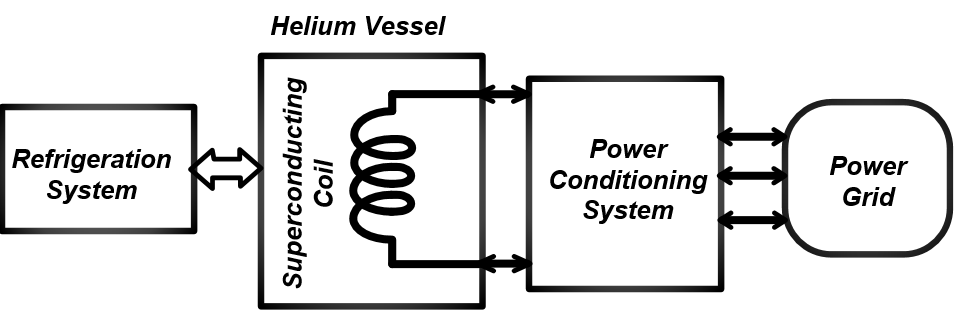 Helium Vessel
Refrigeration
System
Superconducting
Coil
Power
Conditioning
System
Power
Grid